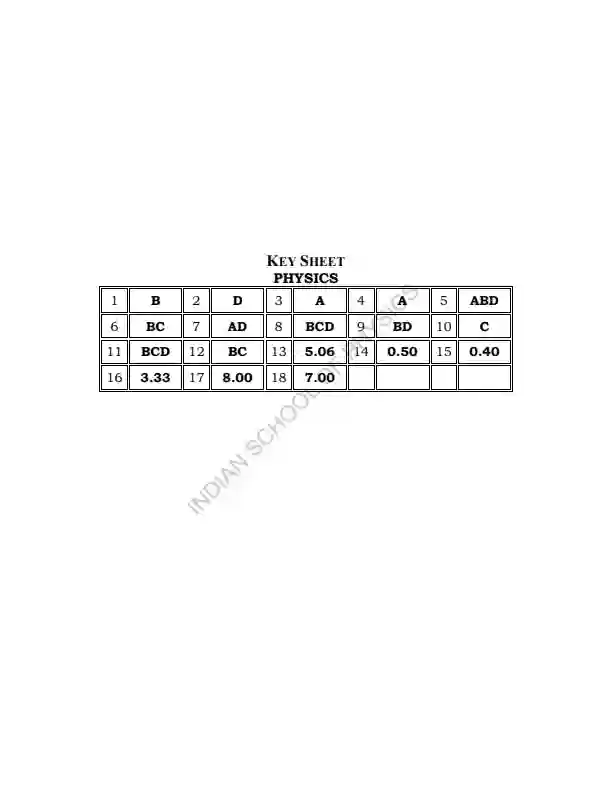 KEY SHEET
PHYSICS
1 B 2 D 3 A 4 A 5 ABD
6 BC 7 AD 8 BCD 9 BD 10 C
11 BCD 12 BC 13 5.06 14 0.50 15 0.40
16 3.33 17 8.00 18 7.00
INDIAN SCHOOL OF PHYSICS